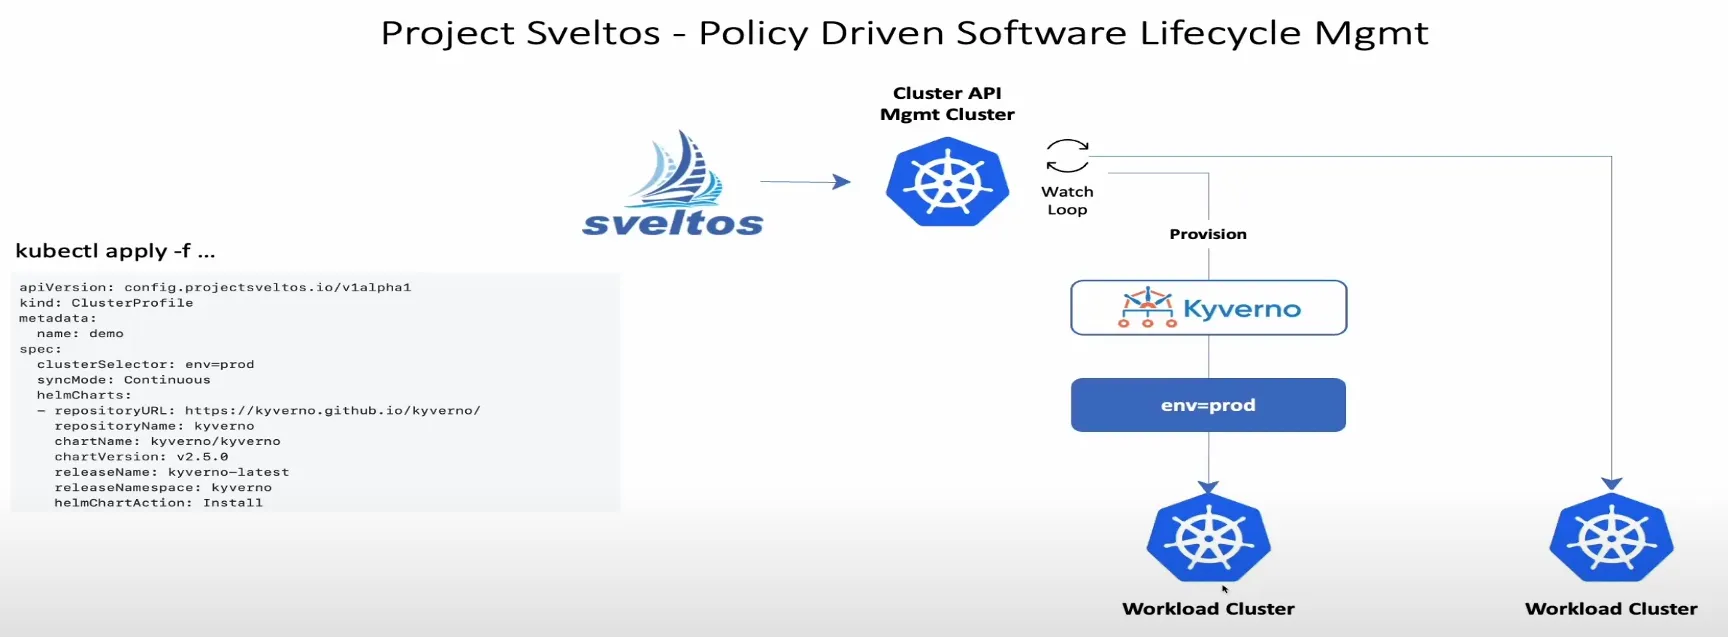 Project Sveltos - Policy Driven Software Lifecycle Mgmt
Cluster API
Mgmt Cluster
sveltos
Watch
Loop
Provision
Kyverno
env=prod
Workload Cluster
Workload Cluster
kubectl apply -f ...
apiVersion: config.projectsveltos.io/v1alpha1
kind: ClusterProfile
metadata:
  name: demo
spec:
  clusterSelector: env=prod
  syncMode: Continuous
  helmCharts:
  – repositoryURL: https://kyverno.github.io/kyverno/
    repositoryName: kyverno
    chartName: kyverno/kyverno
    chartVersion: v2.5.0
    releaseName: kyverno–latest
    releaseNamespace: kyverno
    helmChartAction: Install